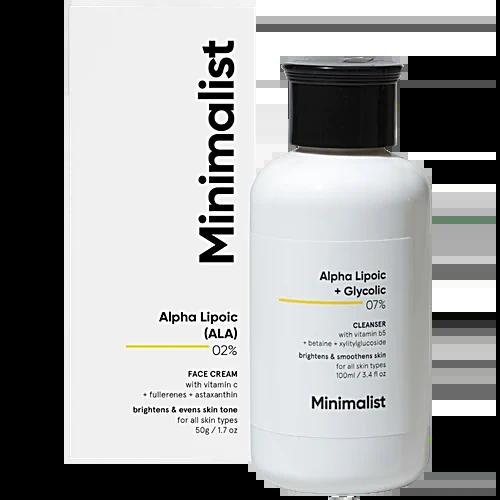 Minimalist
Alpha Lipoic
(ALA)
02%
FACE CREAM
with vitamin c
+ fullerenes + astaxanthin
brightens & evens skin tone
for all skin types
50g / 1.7 oz
Alpha Lipoic
+ Glycolic
07%
CLEANSER
with vitamin b5
+ betaine + xylitylglucoside
brightens & smoothens skin
for all skin types
100ml / 3.4 fl oz
Minimalist